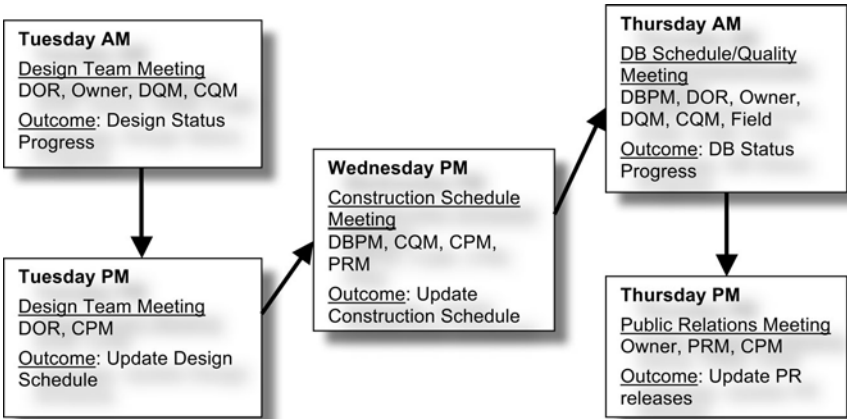 Tuesday AM
Design Team Meeting
DOR, Owner, DQM, CQM
Outcome: Design Status
Progress
Tuesday PM
Design Team Meeting
DOR, CPM
Outcome: Update Design
Schedule
Wednesday PM
Construction Schedule
Meeting
DBPM, CQM, CPM,
PRM
Outcome: Update
Construction Schedule
Thursday AM
DB Schedule/Quality
Meeting
DBPM, DOR, Owner,
DQM, CQM, Field
Outcome: DB Status
Progress
Thursday PM
Public Relations Meeting
Owner, PRM, CPM
Outcome: Update PR
releases